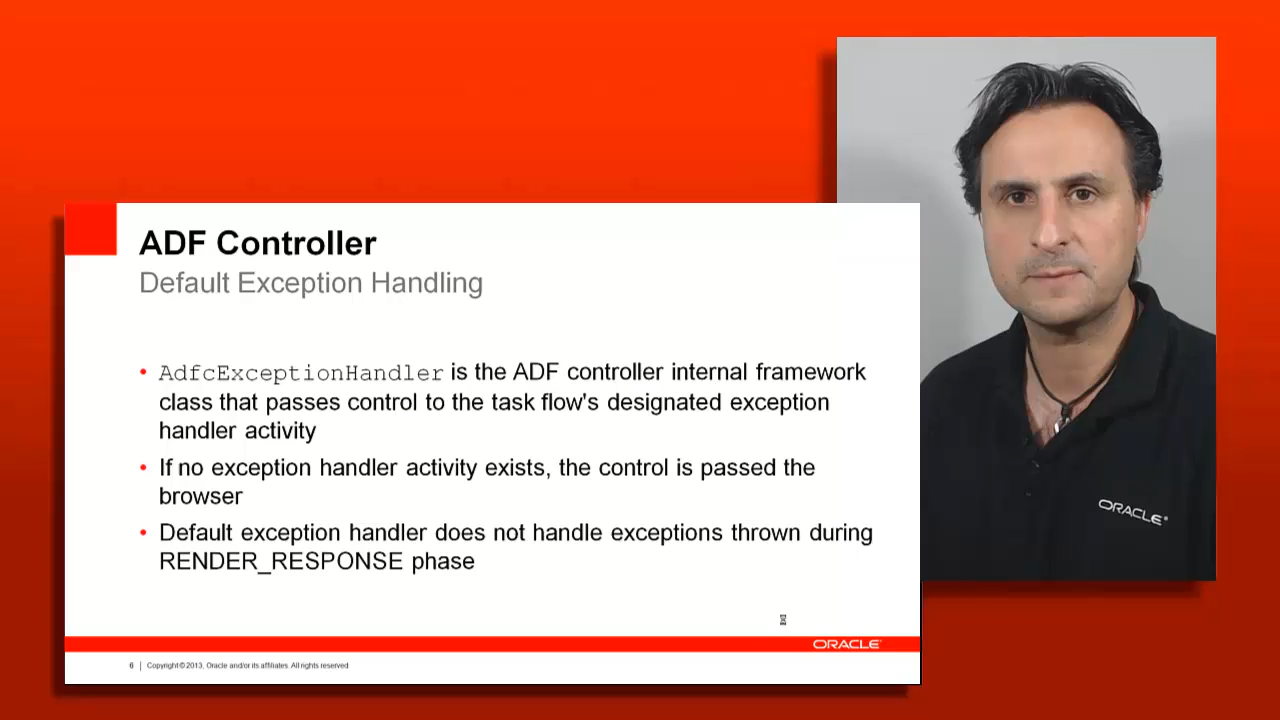 ADF Controller
Default Exception Handling
• AdfcExceptionHandler is the ADF controller internal framework
class that passes control to the task flow's designated exception
handler activity
• If no exception handler activity exists, the control is passed the
browser
• Default exception handler does not handle exceptions thrown during
RENDER_RESPONSE phase
ORACLE
6 | Copyright © 2013, Oracle and/or its affiliates. All rights reserved
ORACLE®